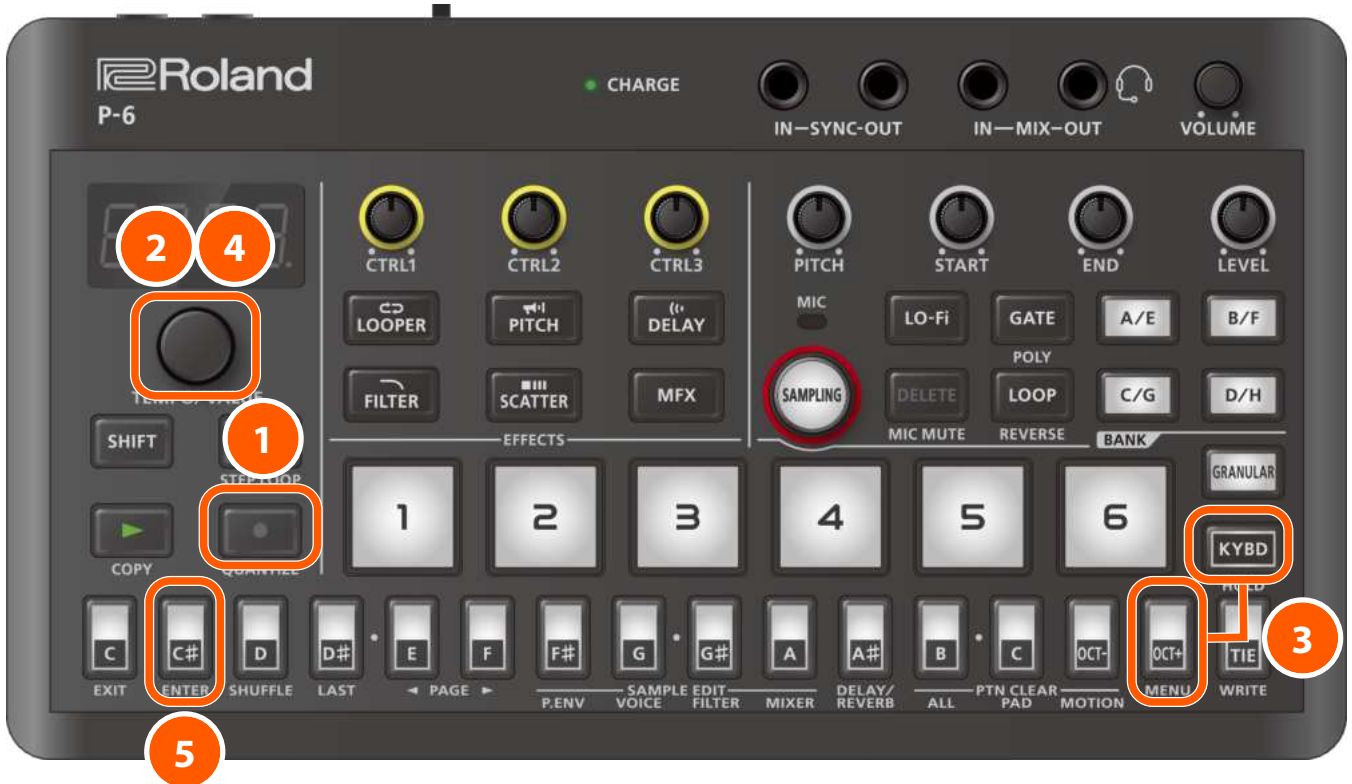 Roland
P-6
CHARGE
IN–SYNC–OUT
IN–MIX–OUT
VOLUME
2
4
CTRL1
CTRL2
CTRL3
PITCH
START
END
LEVEL
LOOPER
PITCH
DELAY
MIC
LO-Fi
GATE
A/E
B/F
POLY
TEMPO/VALUE
FILTER
SCATTER
MFX
SAMPLING
DELETE
LOOP
C/G
D/H
SHIFT
1
EFFECTS
MIC MUTE
REVERSE
BANK
STEP LOOP
GRANULAR
1
2
3
4
5
6
KYBD
COPY
QUANTIZE
HOLD
3
C
C#
D
D#
E
F
F#
G
G#
A
A#
B
C
OCT-
OCT+
TIE
EXIT
ENTER
SHUFFLE
LAST
◄ PAGE ►
SAMPLE EDIT
P.ENV
VOICE
FILTER
MIXER
DELAY/
REVERB
PTN CLEAR
ALL
PAD
MOTION
MENU
WRITE
5